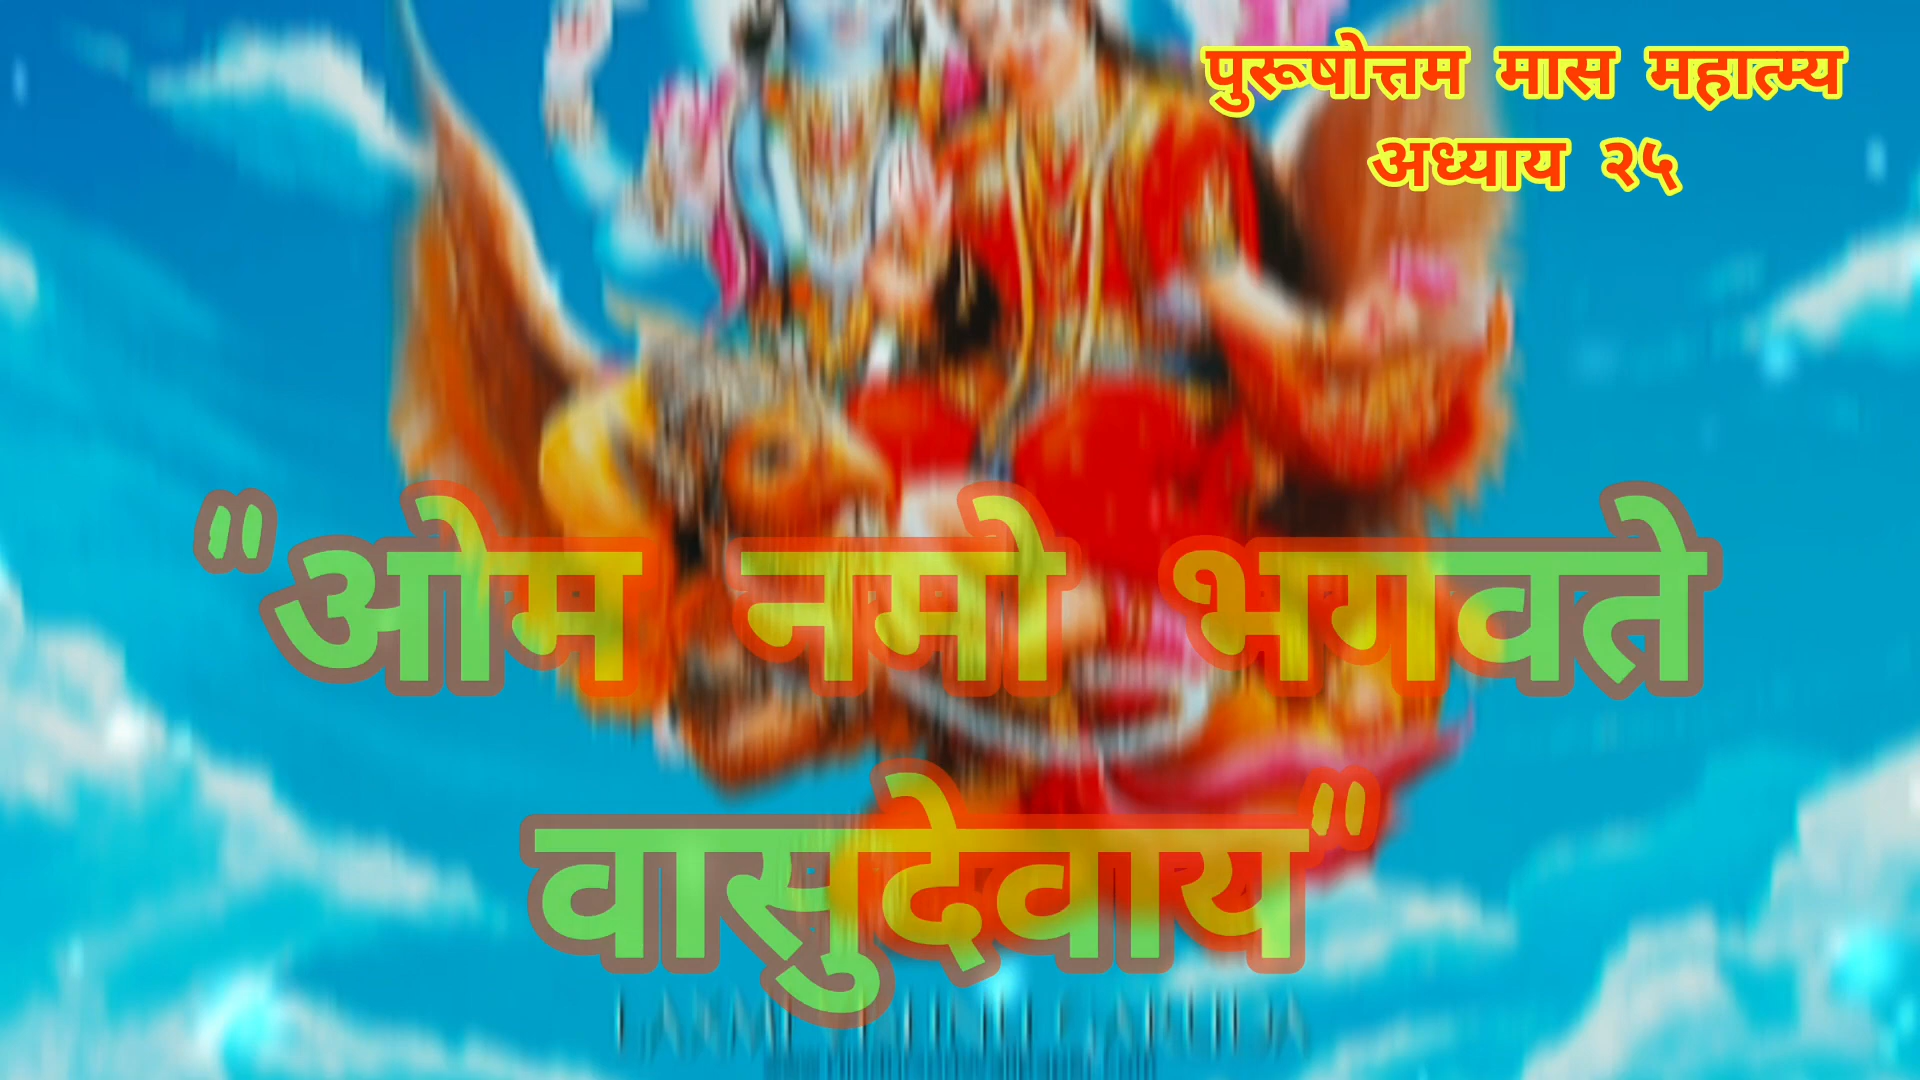 पुरूषोत्तम मास महात्म्य
अध्याय २५
"ओम नमो भगवते
वासुदेवाय"